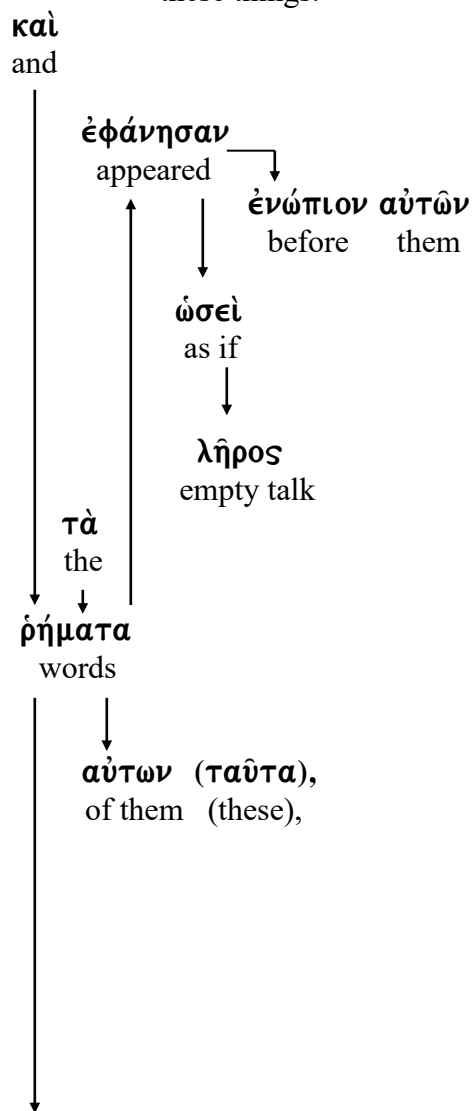 things.
καὶ
and
ἐφάνησαν
appeared
ἐνώπιον αὐτῶν
before them
ὡσεὶ
as if
λῆρος
empty talk
τὰ
the
ῥήματα
words
αὐτων (ταῦτα),
of them (these),